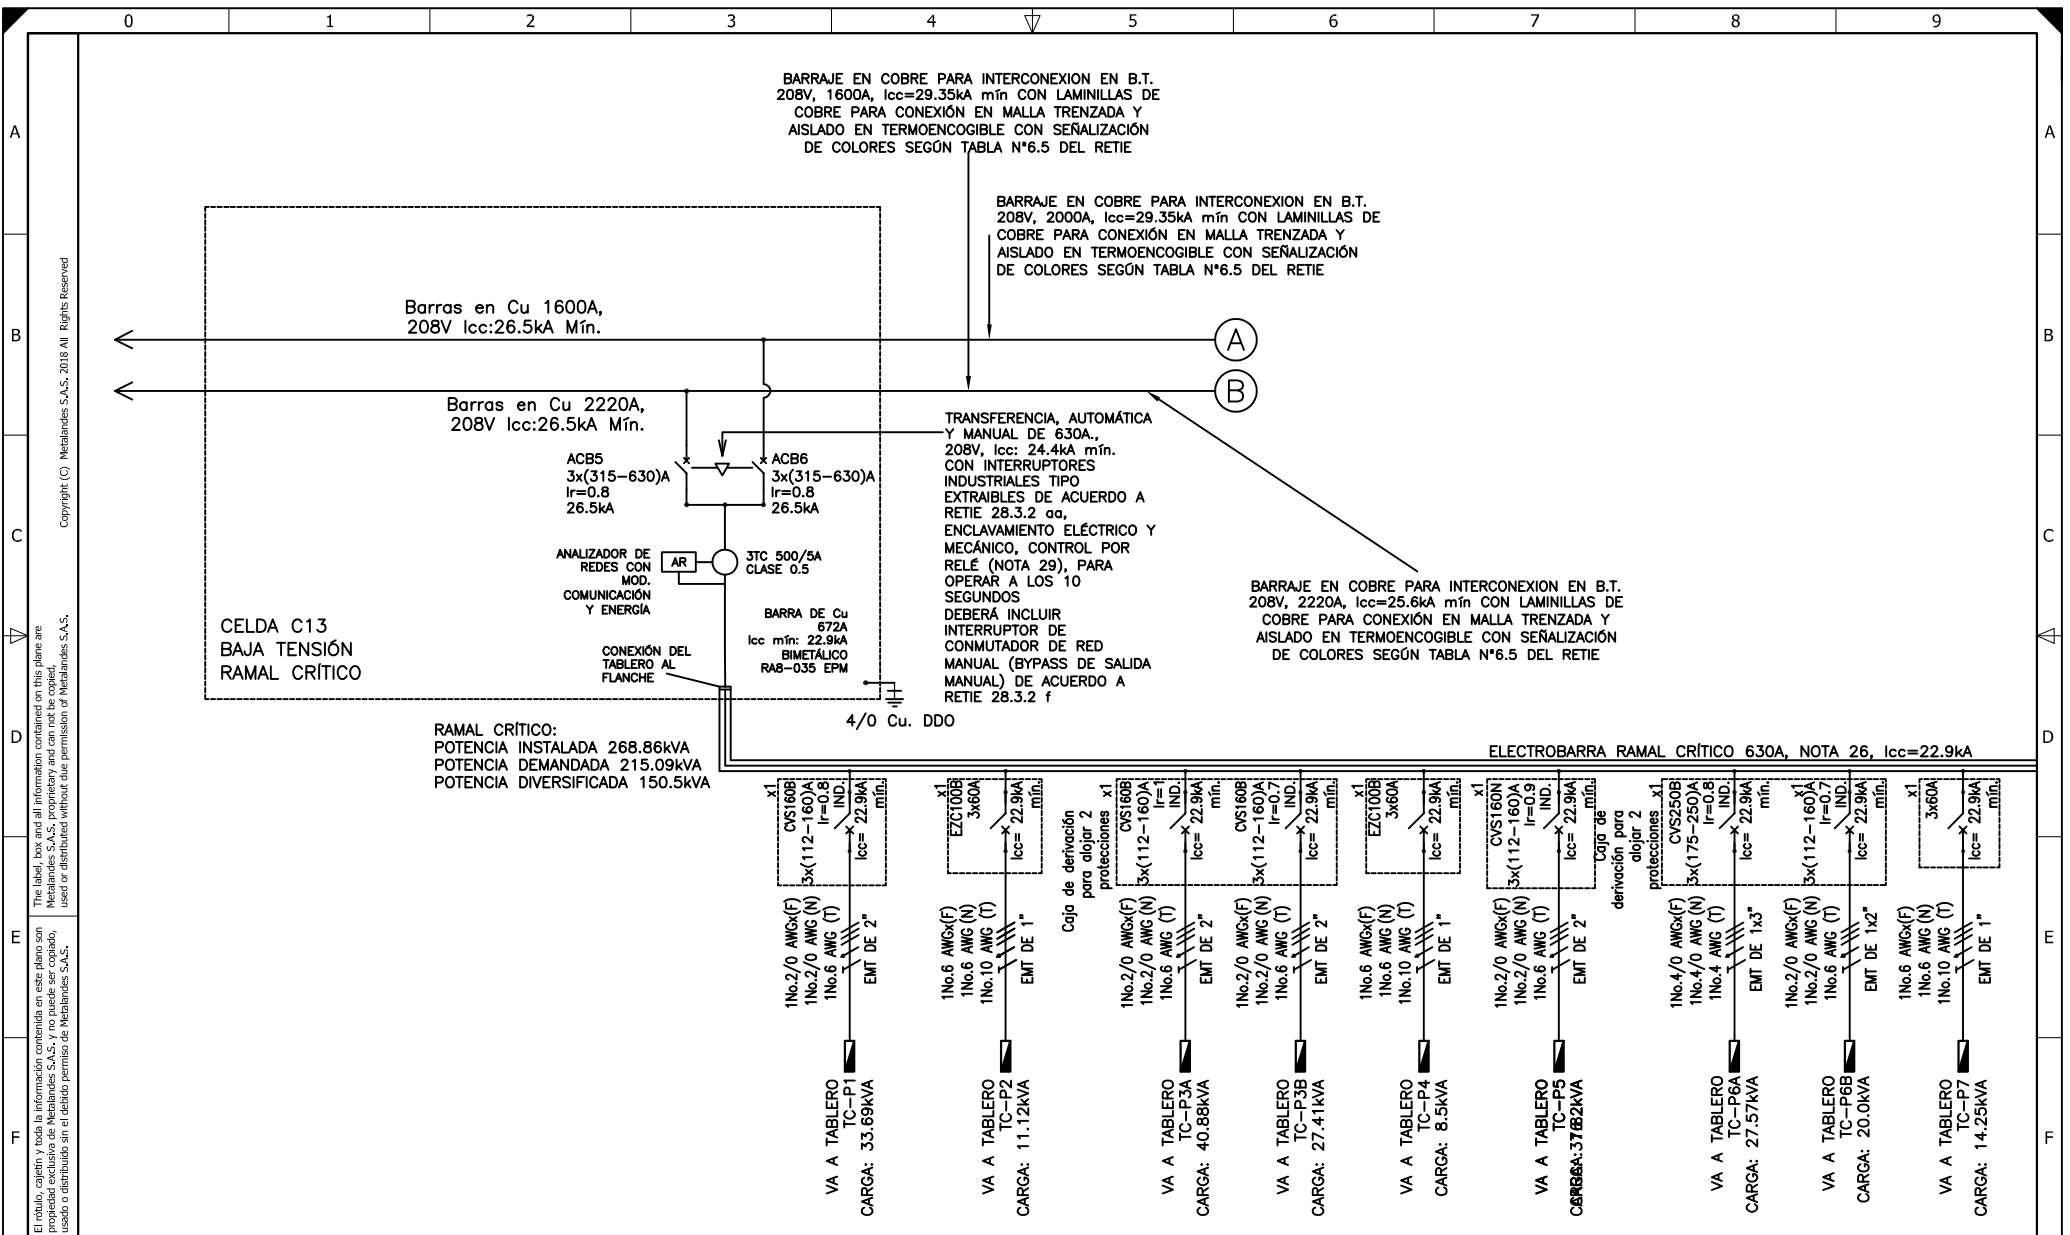 0 1 2 3 4 5 6 7 8 9
A
B
C
D
E
F
A
B
C
D
E
F
Copyright (C) Metalandes S.A.S. 2018 All Rights Reserved
The label, box and all information contained on this plane are
Metalandes S.A.S. proprietary and can not be copied,
used or distributed without due permission of Metalandes S.A.S.
El rótulo, cajetín y toda la información contenida en este plano son
propiedad exclusiva de Metalandes S.A.S. y no puede ser copiado,
usado o distribuido sin el debido permiso de Metalandes S.A.S.
BARRAJE EN COBRE PARA INTERCONEXION EN B.T.
208V, 1600A, Icc=29.35kA mín CON LAMINILLAS DE
COBRE PARA CONEXIÓN EN MALLA TRENZADA Y
AISLADO EN TERMOENCOGIBLE CON SEÑALIZACIÓN
DE COLORES SEGÚN TABLA N°6.5 DEL RETIE
BARRAJE EN COBRE PARA INTERCONEXION EN B.T.
208V, 2000A, Icc=29.35kA mín CON LAMINILLAS DE
COBRE PARA CONEXIÓN EN MALLA TRENZADA Y
AISLADO EN TERMOENCOGIBLE CON SEÑALIZACIÓN
DE COLORES SEGÚN TABLA N°6.5 DEL RETIE
Barras en Cu 1600A,
208V Icc:26.5kA Mín.
A
B
Barras en Cu 2220A,
208V Icc:26.5kA Mín.
ACB5
3x(315-630)A
Ir=0.8
26.5kA
ACB6
3x(315-630)A
Ir=0.8
26.5kA
TRANSFERENCIA, AUTOMÁTICA
Y MANUAL DE 630A.,
208V, Icc: 24.4kA mín.
CON INTERRUPTORES
INDUSTRIALES TIPO
EXTRAIBLES DE ACUERDO A
RETIE 28.3.2 aa,
ENCLAVAMIENTO ELÉCTRICO Y
MECÁNICO, CONTROL POR
RELÉ (NOTA 29), PARA
OPERAR A LOS 10
SEGUNDOS
DEBERÁ INCLUIR
INTERRUPTOR DE
CONMUTADOR DE RED
MANUAL (BYPASS DE SALIDA
MANUAL) DE ACUERDO A
RETIE 28.3.2 f
ANALIZADOR DE
REDES CON
MOD.
COMUNICACIÓN
Y ENERGÍA
AR
3TC 500/5A
CLASE 0.5
BARRA DE Cu
672A
Icc mín: 22.9kA
BIMETÁLICO
RA8-035 EPM
CONEXIÓN DEL
TABLERO AL
FLANCHE
CELDA C13
BAJA TENSIÓN
RAMAL CRÍTICO
4/0 Cu. DDO
BARRAJE EN COBRE PARA INTERCONEXION EN B.T.
208V, 2220A, Icc=25.6kA mín CON LAMINILLAS DE
COBRE PARA CONEXIÓN EN MALLA TRENZADA Y
AISLADO EN TERMOENCOGIBLE CON SEÑALIZACIÓN
DE COLORES SEGÚN TABLA N°6.5 DEL RETIE
RAMAL CRÍTICO:
POTENCIA INSTALADA 268.86kVA
POTENCIA DEMANDADA 215.09kVA
POTENCIA DIVERSIFICADA 150.5kVA
ELECTROBARRA RAMAL CRÍTICO 630A, NOTA 26, Icc=22.9kA
x1
CVS160B
3x(112-160)A
Ir=0.8
IND.
Icc= 22.9kA
mín.
1No.2/0 AWGx(F)
1No.2/0 AWG (N)
1No.6 AWG (T)
EMT DE 2"
VA A TABLERO
TC-P1
CARGA: 33.69kVA
x1
EZC100B
3x60A
Icc= 22.9kA
mín.
1No.6 AWGx(F)
1No.6 AWG (N)
1No.10 AWG (T)
EMT DE 1"
VA A TABLERO
TC-P2
CARGA: 11.12kVA
Caja de derivación
para alojar 2
protecciones
x1
CVS160B
3x(112-160)A
Ir=1
IND.
Icc= 22.9kA
mín.
1No.2/0 AWGx(F)
1No.2/0 AWG (N)
1No.6 AWG (T)
EMT DE 2"
VA A TABLERO
TC-P3A
CARGA: 40.88kVA
CVS160B
3x(112-160)A
Ir=0.7
IND.
Icc= 22.9kA
mín.
1No.2/0 AWGx(F)
1No.2/0 AWG (N)
1No.6 AWG (T)
EMT DE 2"
VA A TABLERO
TC-P3B
CARGA: 27.41kVA
x1
EZC100B
3x60A
Icc= 22.9kA
mín.
1No.6 AWGx(F)
1No.6 AWG (N)
1No.10 AWG (T)
EMT DE 1"
VA A TABLERO
TC-P4
CARGA: 8.5kVA
x1
CVS160N
3x(112-160)A
Ir=0.9
IND.
Icc= 22.9kA
mín.
1No.2/0 AWGx(F)
1No.2/0 AWG (N)
1No.6 AWG (T)
EMT DE 2"
VA A TABLERO
TC-P5
Caja de
derivación para
alojar 2
protecciones
x1
CVS250B
3x(175-250)A
Ir=0.8
IND.
Icc= 22.9kA
mín.
1No.4/0 AWGx(F)
1No.4/0 AWG (N)
1No.4 AWG (T)
EMT DE 1x3"
VA A TABLERO
TC-P6A
CARGA: 27.57kVA
x1
3x(112-160)A
Ir=0.7
IND.
Icc= 22.9kA
mín.
1No.2/0 AWGx(F)
1No.2/0 AWG (N)
1No.6 AWG (T)
EMT DE 1x2"
VA A TABLERO
TC-P6B
CARGA: 20.0kVA
x1
3x60A
Icc= 22.9kA
mín.
1No.6 AWGx(F)
1No.6 AWG (N)
1No.10 AWG (T)
EMT DE 1"
VA A TABLERO
TC-P7
CARGA: 14.25kVA